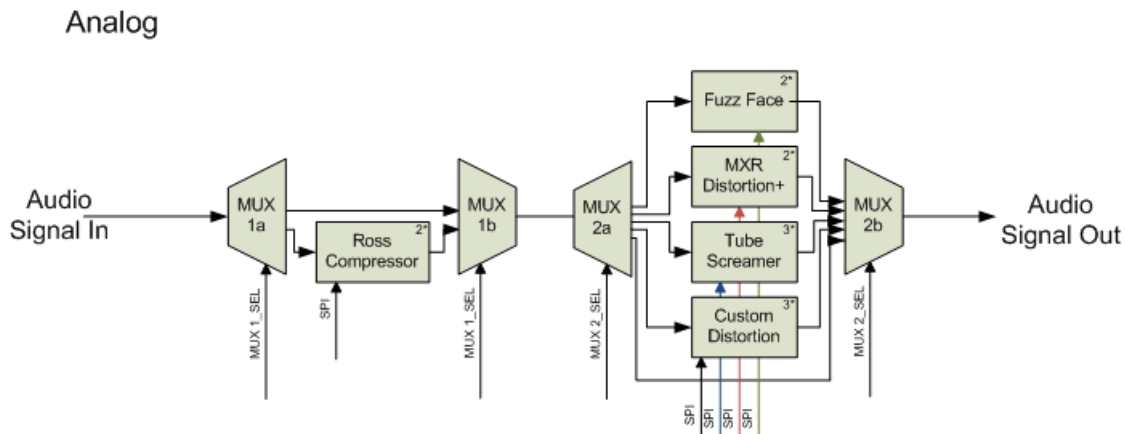 Analog
2*
Fuzz Face
2*
MXR
Distortion+
Audio
Signal In
MUX
1a
2*
Ross
Compressor
MUX
1b
MUX
2a
3*
Tube
Screamer
MUX
2b
Audio
Signal Out
3*
Custom
Distortion
MUX 1_SEL
SPI
MUX 1_SEL
MUX 2_SEL
MUX 2_SEL
SPI
SPI
SPI
SPI